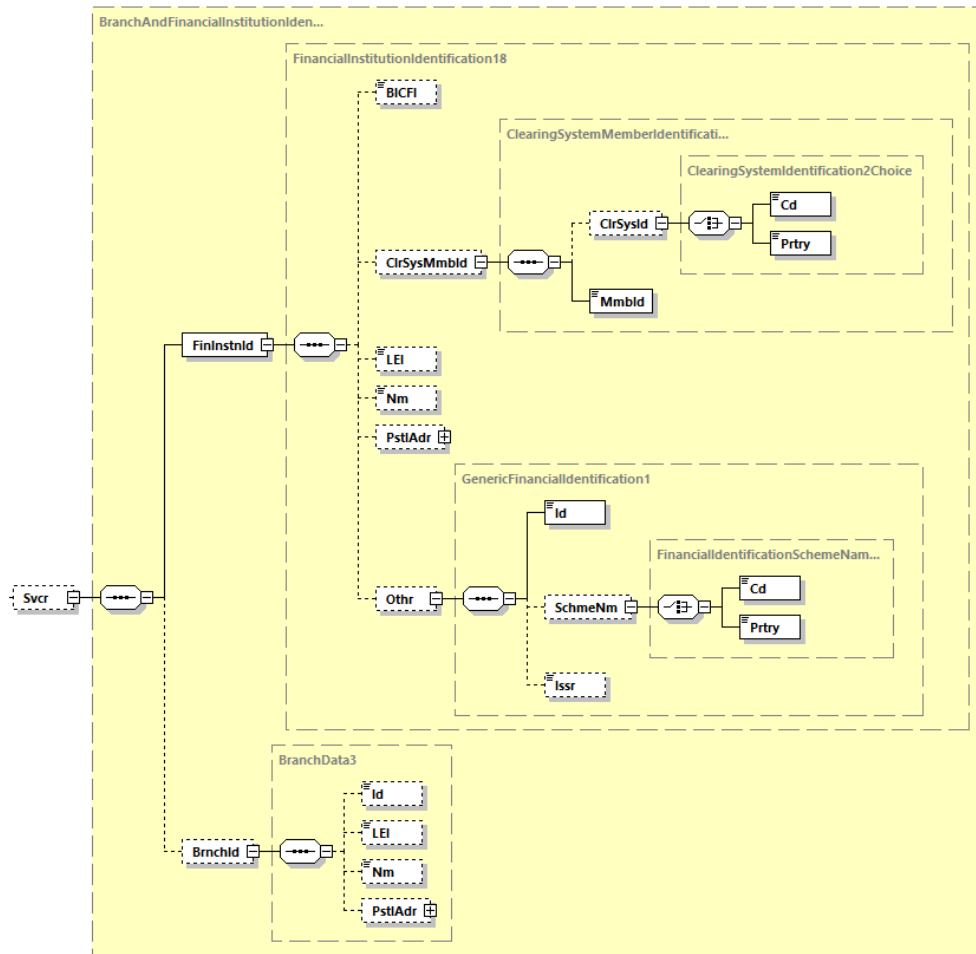 BranchAndFinancialInstitutionIden...
FinancialInstitutionIdentification18
BICFI
ClearingSystemMemberIdentificati...
ClearingSystemIdentification2Choice
Cd
ClrSysId
Prtry
ClrSysMmbId
MmbId
FinInstnId
LEI
Nm
PstlAdr
GenericFinancialIdentification1
Id
FinancialIdentificationSchemeNam...
Cd
Svcr
Othr
SchmeNm
Prtry
Issr
BranchData3
Id
LEI
BrnchId
Nm
PstlAdr